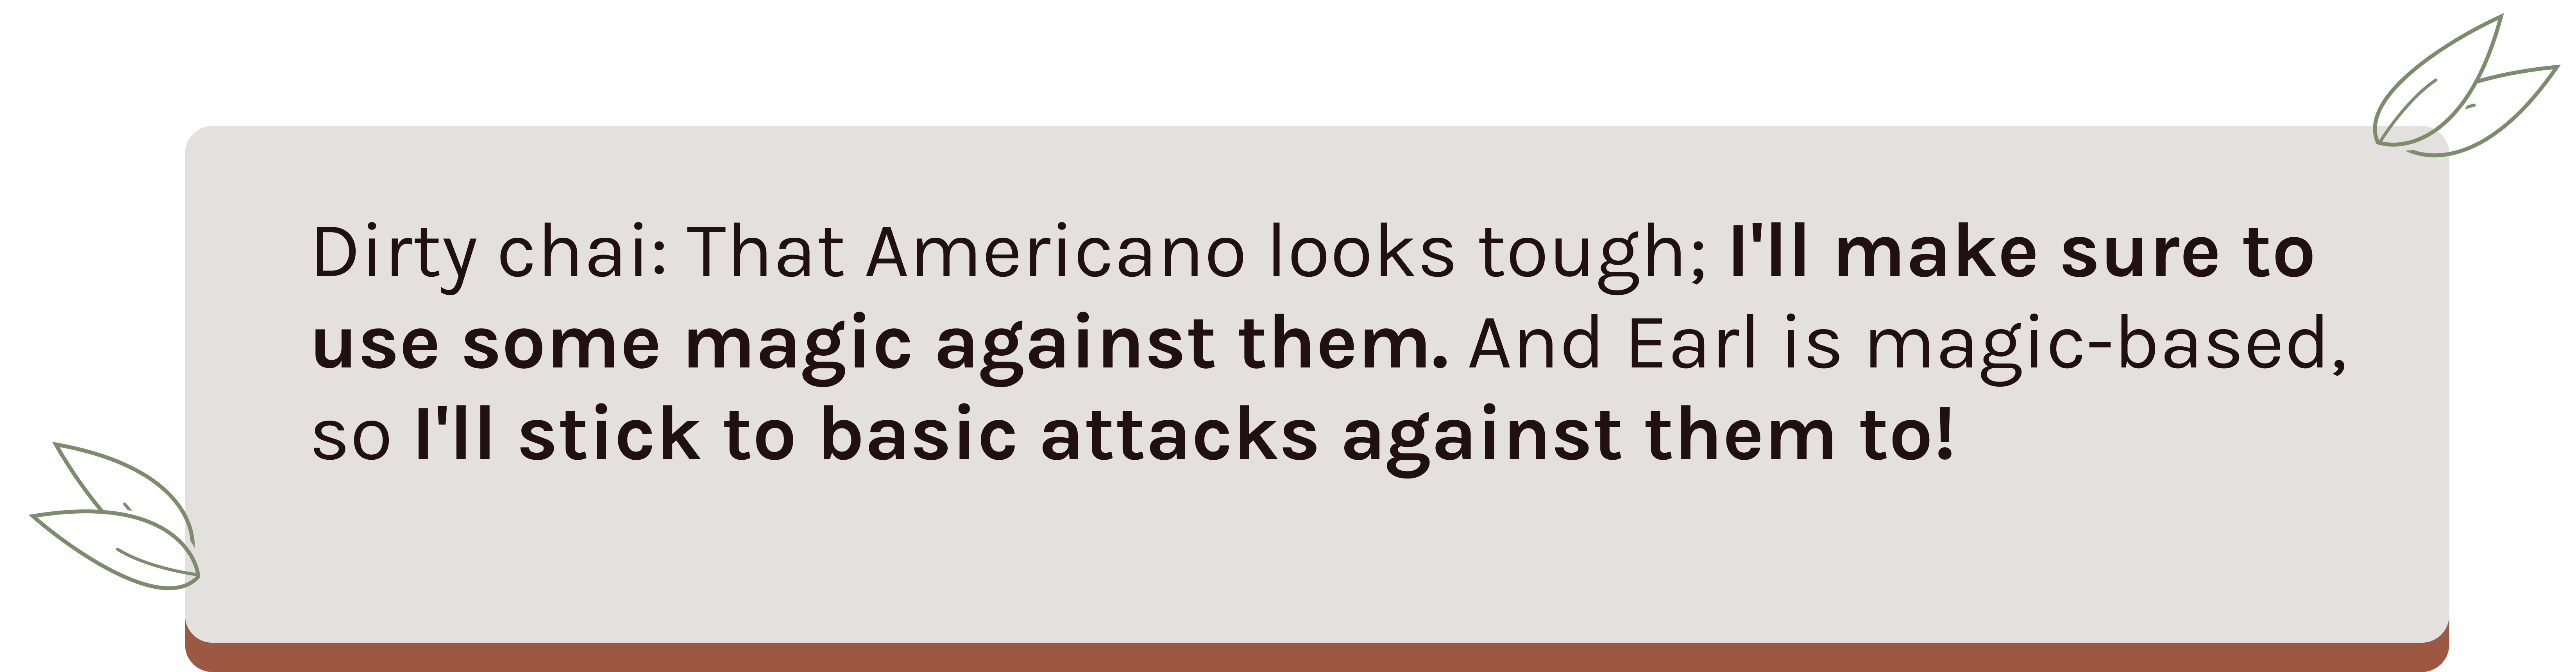 Dirty chai: That Americano looks tough; I'll make sure to
use some magic against them. And Earl is magic-based,
so I'll stick to basic attacks against them to!